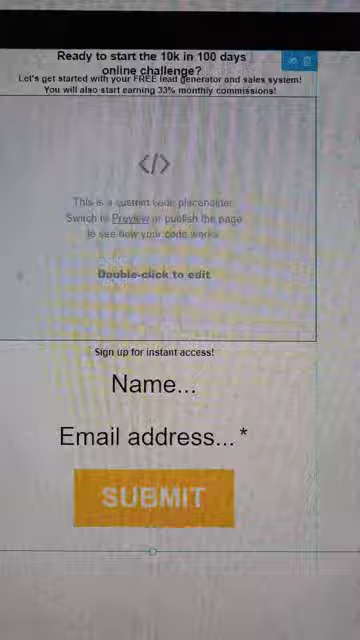 Ready to start the 10k in 100 days
online challenge?
Let's get started with your FREE lead generator and sales system!
You will also start earning 33% monthly commissions!
</>
This is a custom code placeholder.
Switch to Preview or publish the page
to see how your code works.
Double-click to edit
Sign up for instant access!
Name...
Email address... *
SUBMIT